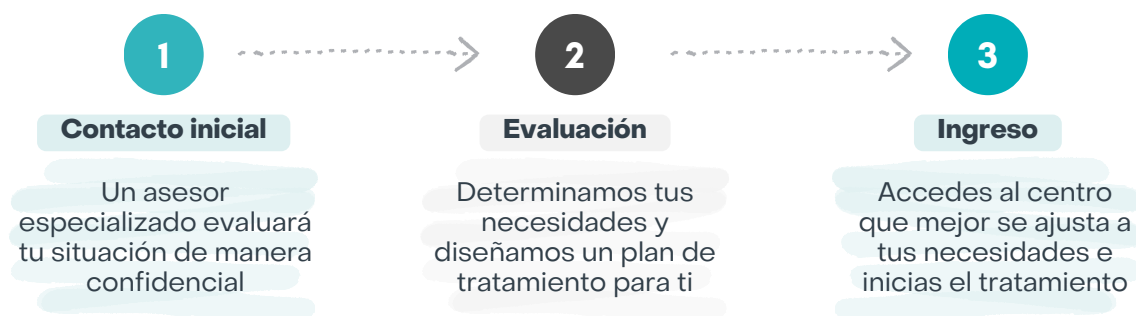 1
Contacto inicial
Un asesor
especializado evaluará
tu situación de manera
confidencial
2
Evaluación
Determinamos tus
necesidades y
diseñamos un plan de
tratamiento para ti
3
Ingreso
Accedes al centro
que mejor se ajusta a
tus necesidades e
inicias el tratamiento